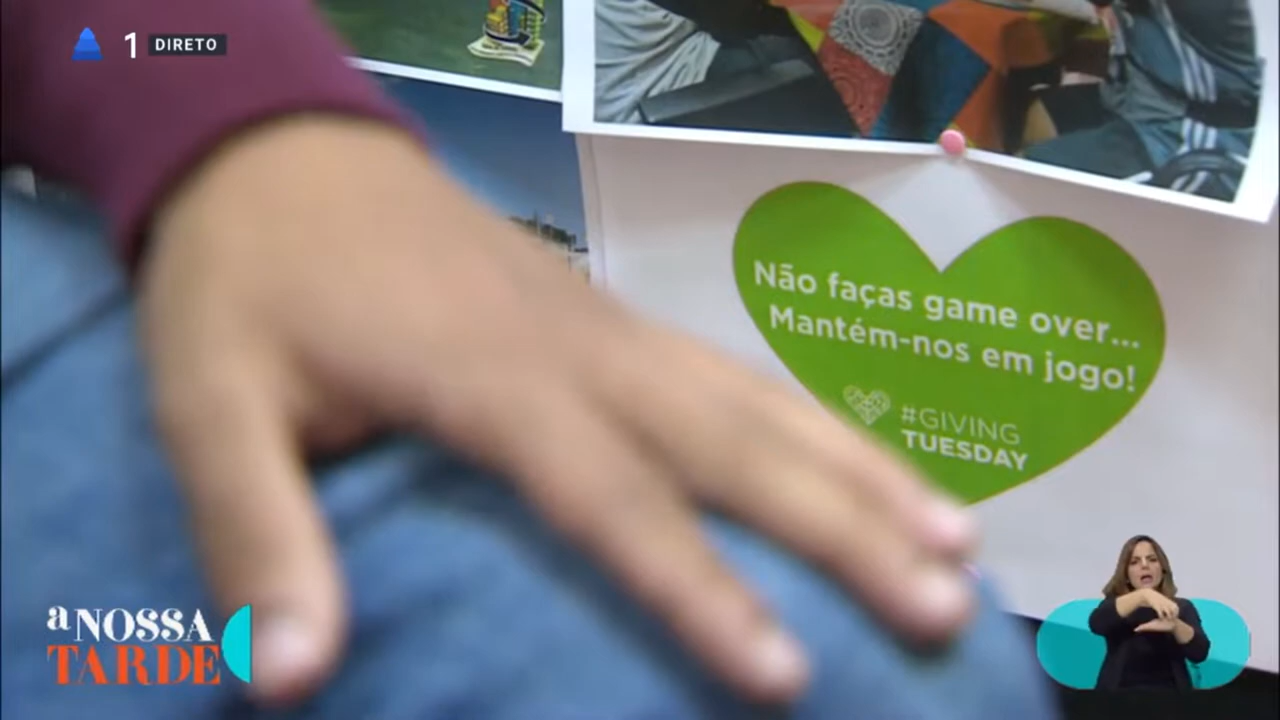 1 DIRETO
Não faças game over...
Mantém-nos em jogo!
#GIVING
TUESDAY
a NOSSA
TARDE